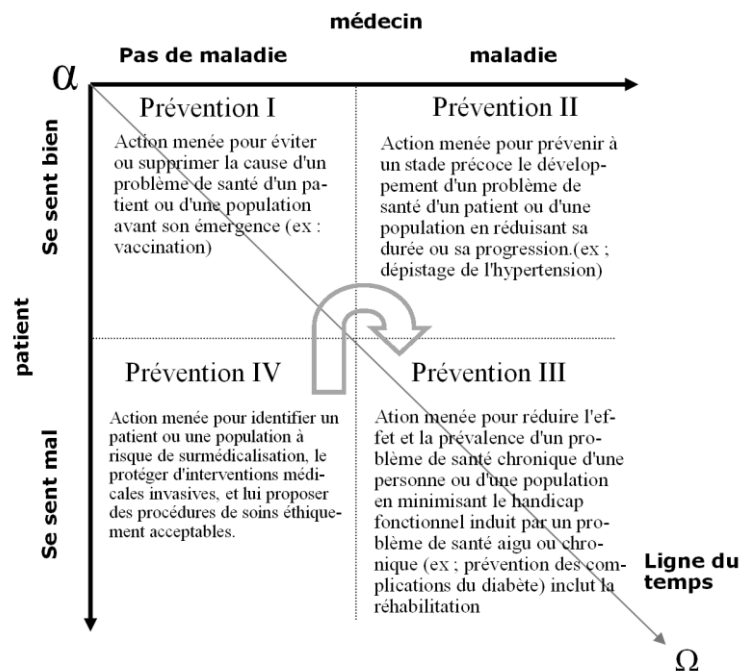 médecin
Pas de maladie
maladie
α
Prévention I
Action menée pour éviter
ou supprimer la cause d'un
problème de santé d'un pa-
tient ou d'une population
avant son émergence (ex :
vaccination)
Prévention II
Action menée pour prévenir à
un stade précoce le dévelop-
pement d'un problème de
santé d'un patient ou d'une
population en réduisant sa
durée ou sa progression.(ex ;
dépistage de l'hypertension)
Se sent bien
patient
Se sent mal
Prévention IV
Action menée pour identifier un
patient ou une population à
risque de surmédicalisation, le
protéger d'interventions médi-
cales invasives, et lui proposer
des procédures de soins éthique-
ment acceptables.
Prévention III
Ation menée pour réduire l'ef-
fet et la prévalence d'un pro-
blème de santé chronique d'une
personne ou d'une population
en minimisant le handicap
fonctionnel induit par un pro-
blème de santé aigu ou chro-
nique (ex ; prévention des com-
plications du diabète) inclut la
réhabilitation
Ligne du
temps
Ω